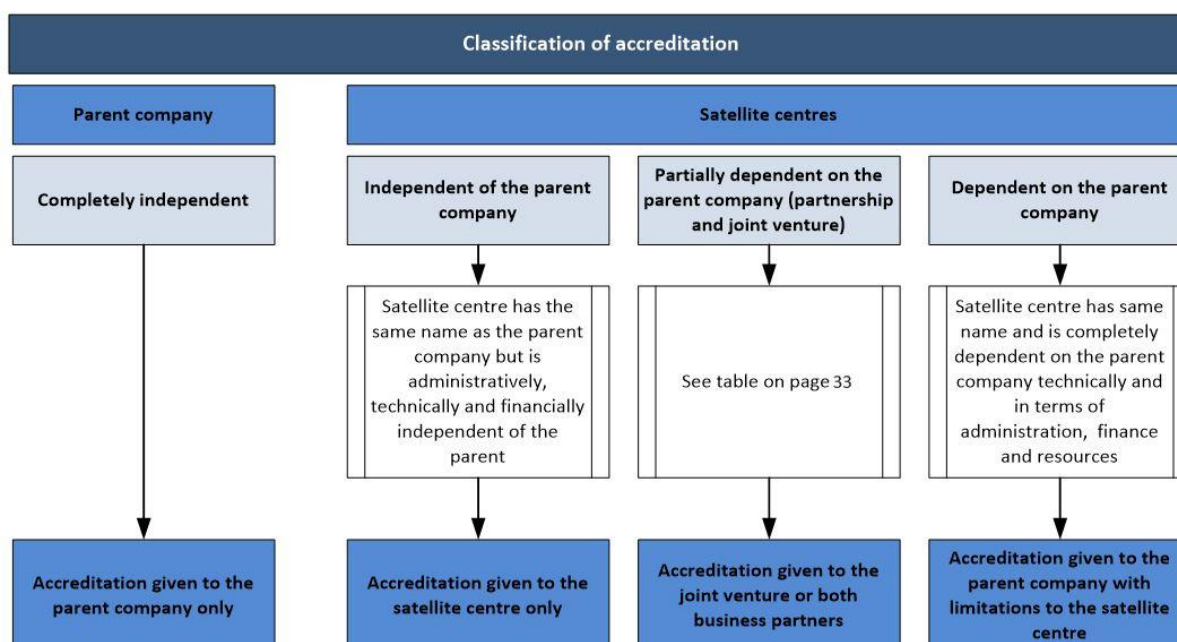 Classification of accreditation
Parent company
Satellite centres
Completely independent
Independent of the parent
company
Partially dependent on the
parent company (partnership
and joint venture)
Dependent on the parent
company
Satellite centre has the
same name as the parent
company but is
administratively,
technically and financially
independent of the
parent
See table on page 33
Satellite centre has same
name and is completely
dependent on the parent
company technically and
in terms of
administration, finance
and resources
Accreditation given to the
parent company only
Accreditation given to the
satellite centre only
Accreditation given to the
joint venture or both
business partners
Accreditation given to the
parent company with
limitations to the satellite
centre